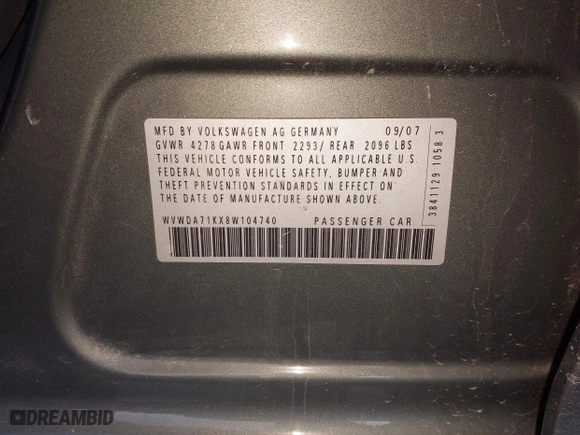 MFD BY VOLKSWAGEN AG GERMANY 09/07
GVWR 4278 GAWR FRONT 2293/ REAR 2096 LBS
THIS VEHICLE CONFORMS TO ALL APPLICABLE U.S.
FEDERAL MOTOR VEHICLE SAFETY, BUMPER AND
THEFT PREVENTION STANDARDS IN EFFECT ON
THE DATE OF MANUFACTURE SHOWN ABOVE.
WVWDA71KX8W104740 PASSENGER CAR
3841129 1058 3
DREAMBID